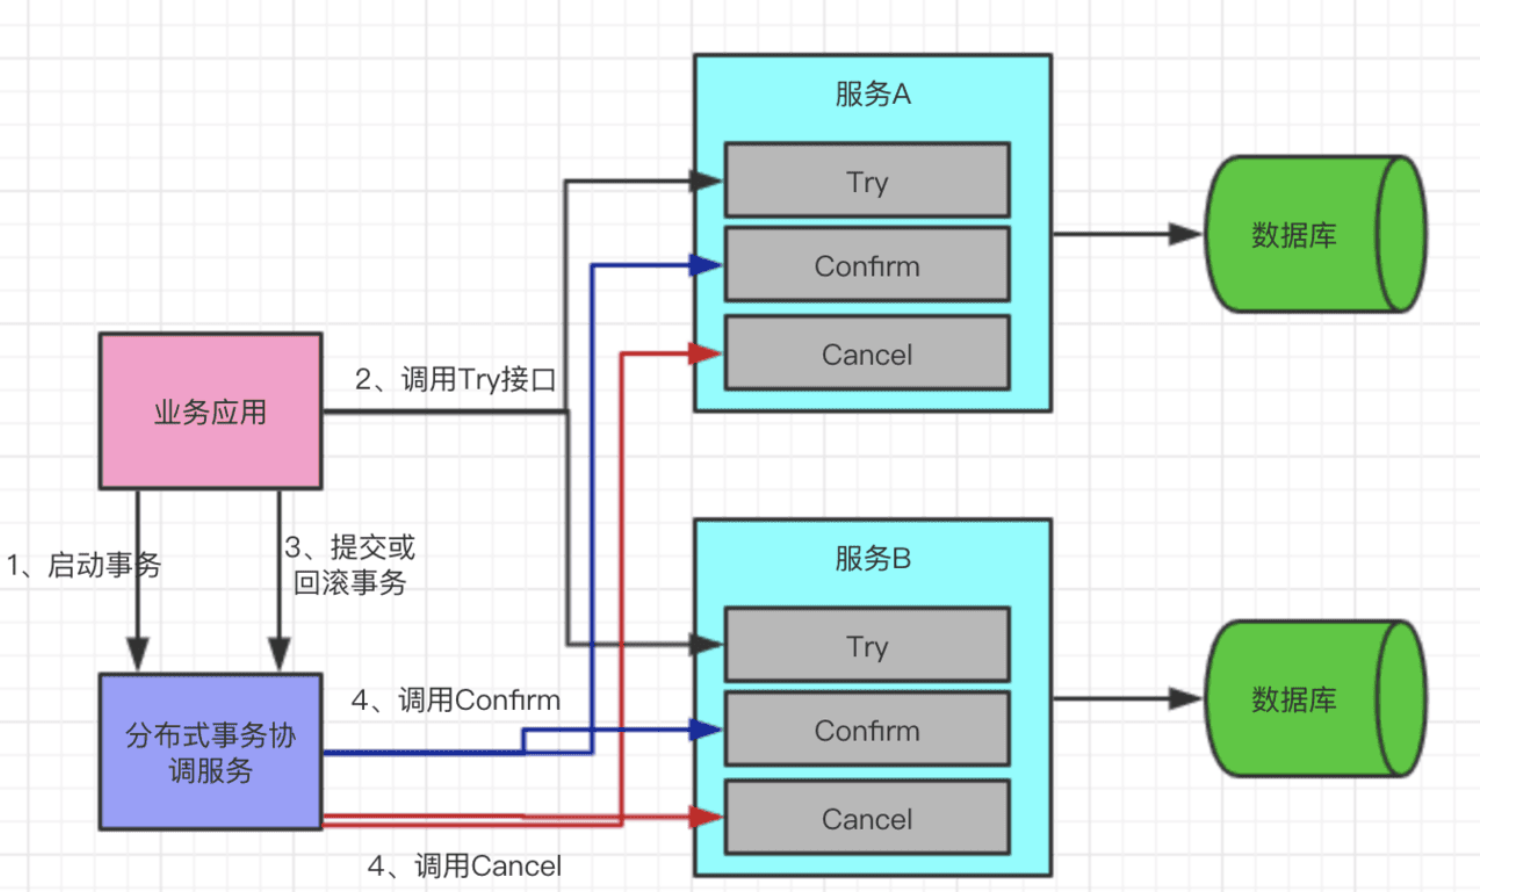 服务A
Try
Confirm
Cancel
数据库
2、调用Try接口
业务应用
1、启动事务
3、提交或
回滚事务
服务B
Try
Confirm
Cancel
数据库
4、调用Confirm
分布式事务协
调服务
4、调用Cancel